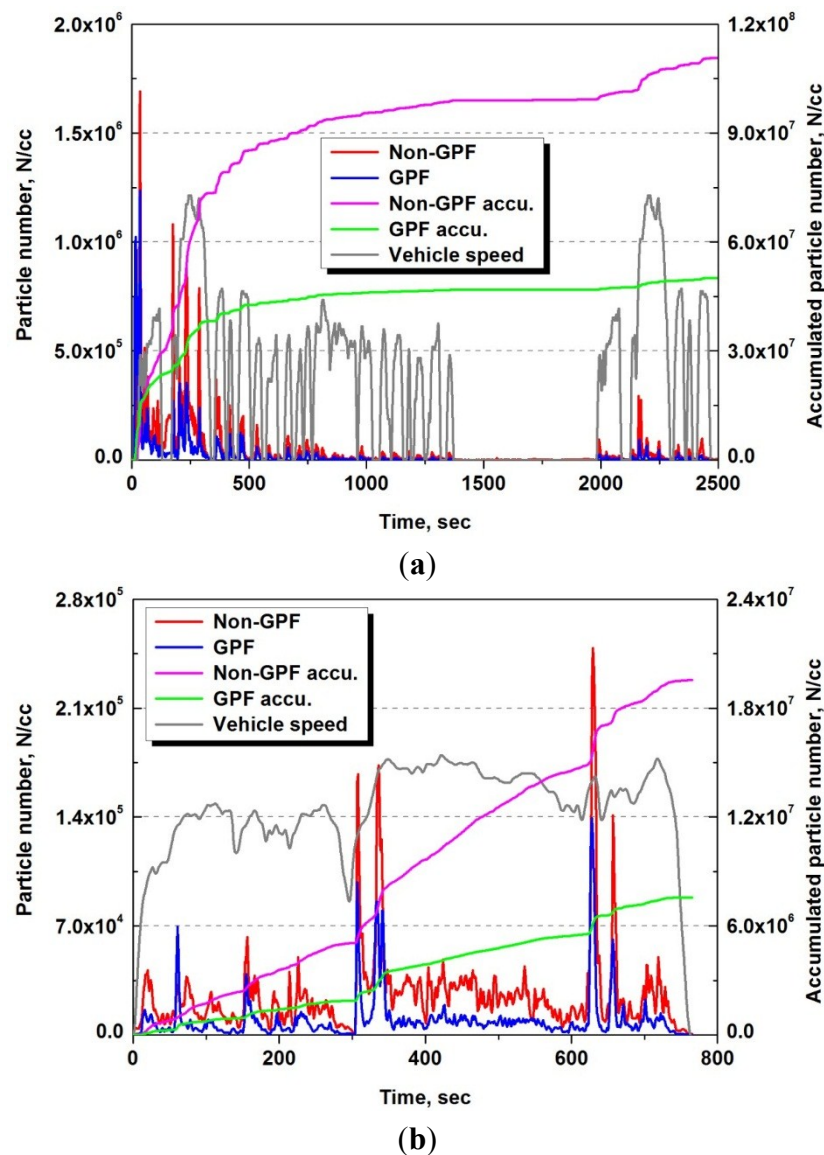 2.0x10⁶
1.5x10⁶
1.0x10⁶
5.0x10⁵
0.0
Particle number, N/cc
1.2x10⁸
9.0x10⁷
6.0x10⁷
3.0x10⁷
0.0
Accumulated particle number, N/cc
Non-GPF
GPF
Non-GPF accu.
GPF accu.
Vehicle speed
0 500 1000 1500 2000 2500
Time, sec
(a)
2.8x10⁵
2.1x10⁵
1.4x10⁵
7.0x10⁴
0.0
Particle number, N/cc
2.4x10⁷
1.8x10⁷
1.2x10⁷
6.0x10⁶
0.0
Accumulated particle number, N/cc
Non-GPF
GPF
Non-GPF accu.
GPF accu.
Vehicle speed
0 200 400 600 800
Time, sec
(b)